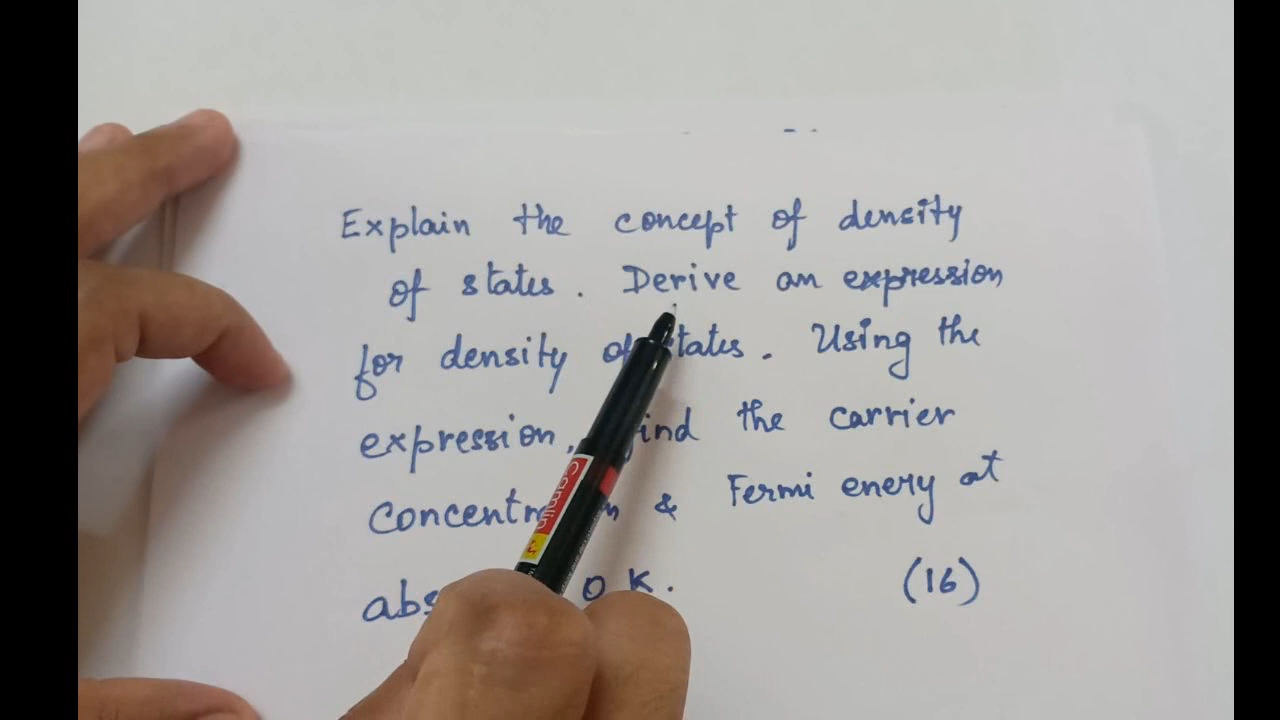 Explain the concept of density
of states. Derive an expression
for density of states. Using the
expression, find the carrier
concentr & Fermi enery at
abs 0 K. (16)
camlin